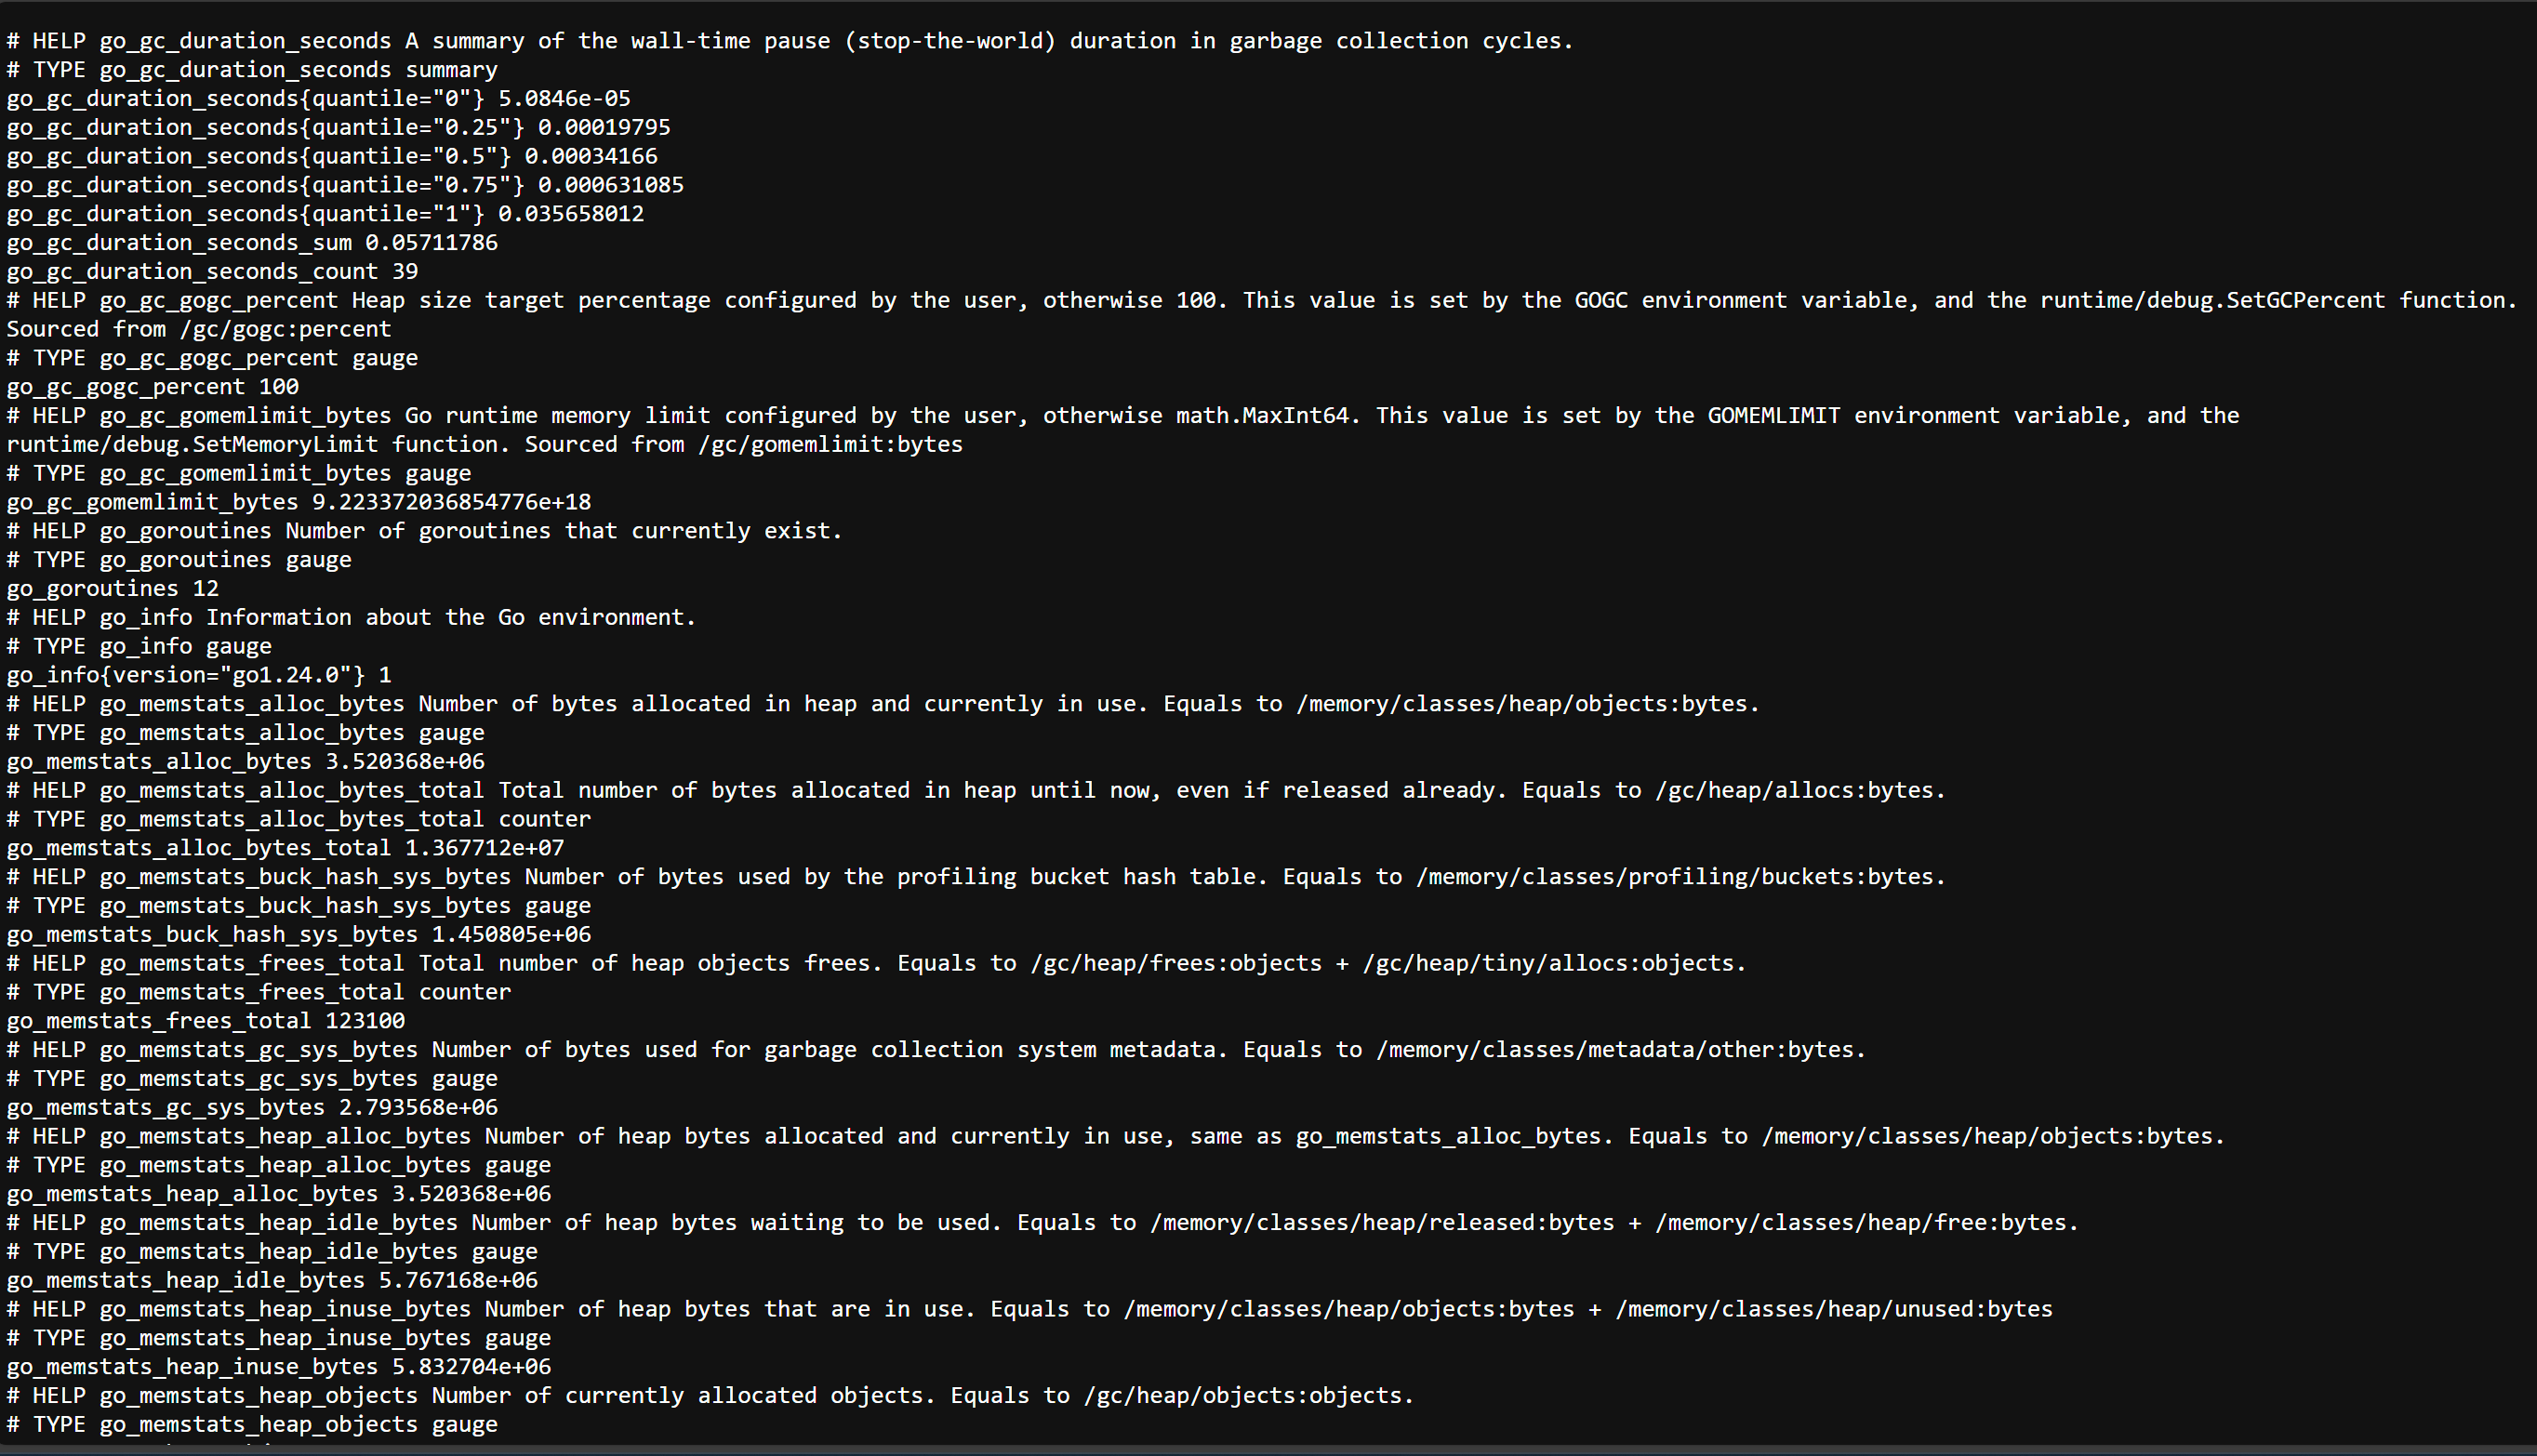 # HELP go_gc_duration_seconds A summary of the wall-time pause (stop-the-world) duration in garbage collection cycles.
# TYPE go_gc_duration_seconds summary
go_gc_duration_seconds{quantile="0"} 5.0846e-05
go_gc_duration_seconds{quantile="0.25"} 0.00019795
go_gc_duration_seconds{quantile="0.5"} 0.00034166
go_gc_duration_seconds{quantile="0.75"} 0.000631085
go_gc_duration_seconds{quantile="1"} 0.035658012
go_gc_duration_seconds_sum 0.05711786
go_gc_duration_seconds_count 39
# HELP go_gc_gogc_percent Heap size target percentage configured by the user, otherwise 100. This value is set by the GOGC environment variable, and the runtime/debug.SetGCPercent function.
Sourced from /gc/gogc:percent
# TYPE go_gc_gogc_percent gauge
go_gc_gogc_percent 100
# HELP go_gc_gomemlimit_bytes Go runtime memory limit configured by the user, otherwise math.MaxInt64. This value is set by the GOMEMLIMIT environment variable, and the
runtime/debug.SetMemoryLimit function. Sourced from /gc/gomemlimit:bytes
# TYPE go_gc_gomemlimit_bytes gauge
go_gc_gomemlimit_bytes 9.223372036854776e+18
# HELP go_goroutines Number of goroutines that currently exist.
# TYPE go_goroutines gauge
go_goroutines 12
# HELP go_info Information about the Go environment.
# TYPE go_info gauge
go_info{version="go1.24.0"} 1
# HELP go_memstats_alloc_bytes Number of bytes allocated in heap and currently in use. Equals to /memory/classes/heap/objects:bytes.
# TYPE go_memstats_alloc_bytes gauge
go_memstats_alloc_bytes 3.520368e+06
# HELP go_memstats_alloc_bytes_total Total number of bytes allocated in heap until now, even if released already. Equals to /gc/heap/allocs:bytes.
# TYPE go_memstats_alloc_bytes_total counter
go_memstats_alloc_bytes_total 1.367712e+07
# HELP go_memstats_buck_hash_sys_bytes Number of bytes used by the profiling bucket hash table. Equals to /memory/classes/profiling/buckets:bytes.
# TYPE go_memstats_buck_hash_sys_bytes gauge
go_memstats_buck_hash_sys_bytes 1.450805e+06
# HELP go_memstats_frees_total Total number of heap objects frees. Equals to /gc/heap/frees:objects + /gc/heap/tiny/allocs:objects.
# TYPE go_memstats_frees_total counter
go_memstats_frees_total 123100
# HELP go_memstats_gc_sys_bytes Number of bytes used for garbage collection system metadata. Equals to /memory/classes/metadata/other:bytes.
# TYPE go_memstats_gc_sys_bytes gauge
go_memstats_gc_sys_bytes 2.793568e+06
# HELP go_memstats_heap_alloc_bytes Number of heap bytes allocated and currently in use, same as go_memstats_alloc_bytes. Equals to /memory/classes/heap/objects:bytes.
# TYPE go_memstats_heap_alloc_bytes gauge
go_memstats_heap_alloc_bytes 3.520368e+06
# HELP go_memstats_heap_idle_bytes Number of heap bytes waiting to be used. Equals to /memory/classes/heap/released:bytes + /memory/classes/heap/free:bytes.
# TYPE go_memstats_heap_idle_bytes gauge
go_memstats_heap_idle_bytes 5.767168e+06
# HELP go_memstats_heap_inuse_bytes Number of heap bytes that are in use. Equals to /memory/classes/heap/objects:bytes + /memory/classes/heap/unused:bytes
# TYPE go_memstats_heap_inuse_bytes gauge
go_memstats_heap_inuse_bytes 5.832704e+06
# HELP go_memstats_heap_objects Number of currently allocated objects. Equals to /gc/heap/objects:objects.
# TYPE go_memstats_heap_objects gauge